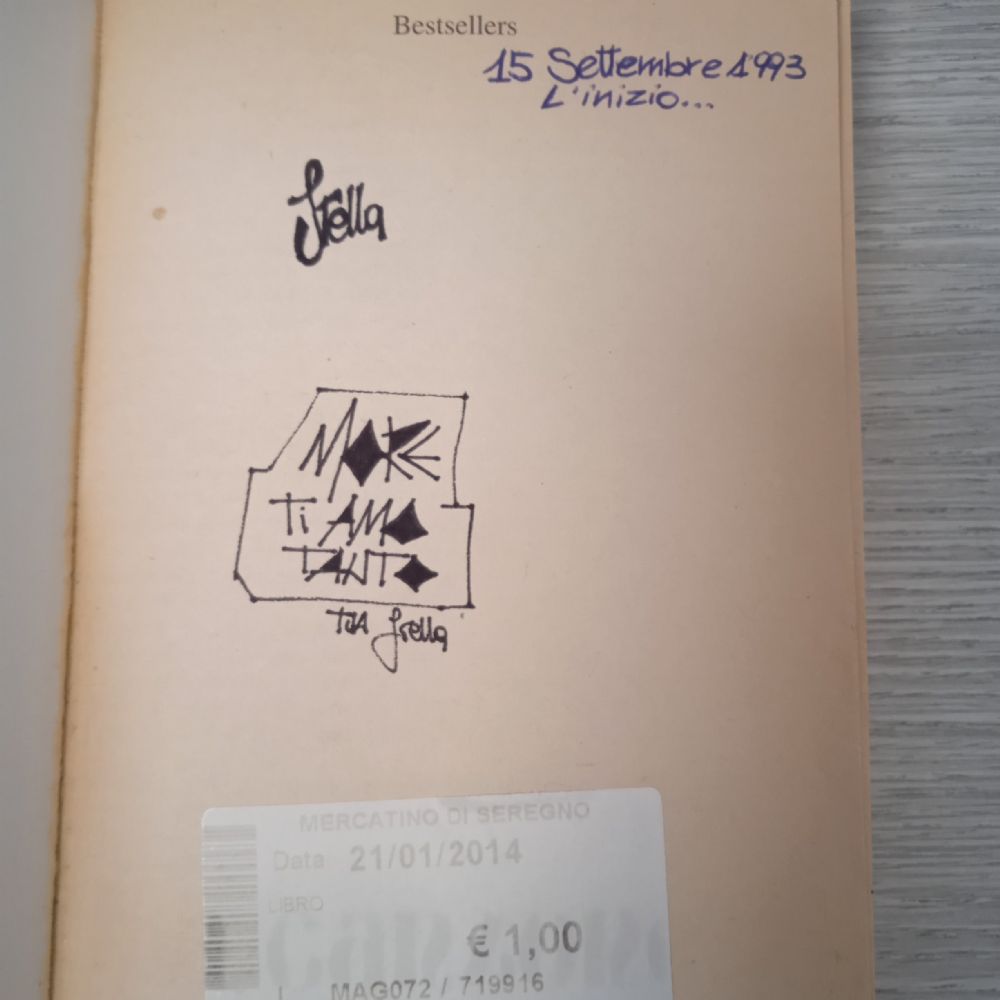 Bestsellers
15 Settembre 1993
L'inizio...
Stella
MORE
Ti AMO
TANTO
TUA Stella
MERCATINO DI SEREGNO
Data 21/01/2014
LIBRO
€ 1,00
MAG072 / 719916